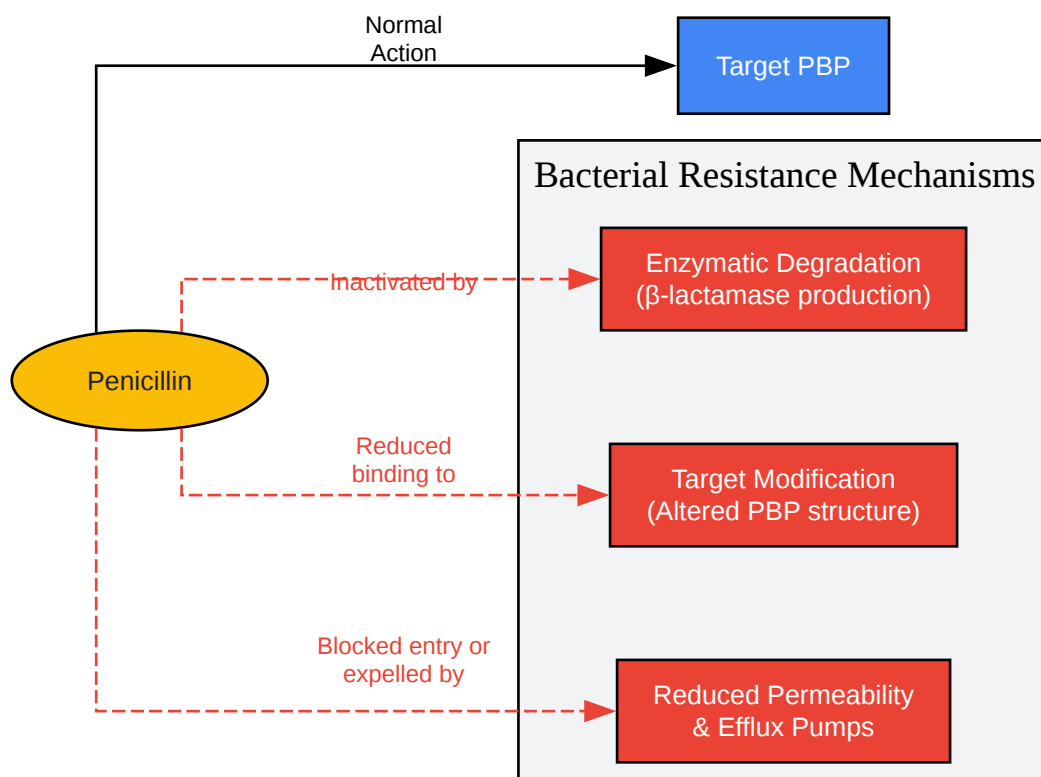 Normal
Action
Target PBP
Bacterial Resistance Mechanisms
Enzymatic Degradation
(β-lactamase production)
Inactivated by
Penicillin
Reduced
binding to
Target Modification
(Altered PBP structure)
Blocked entry or
expelled by
Reduced Permeability
& Efflux Pumps